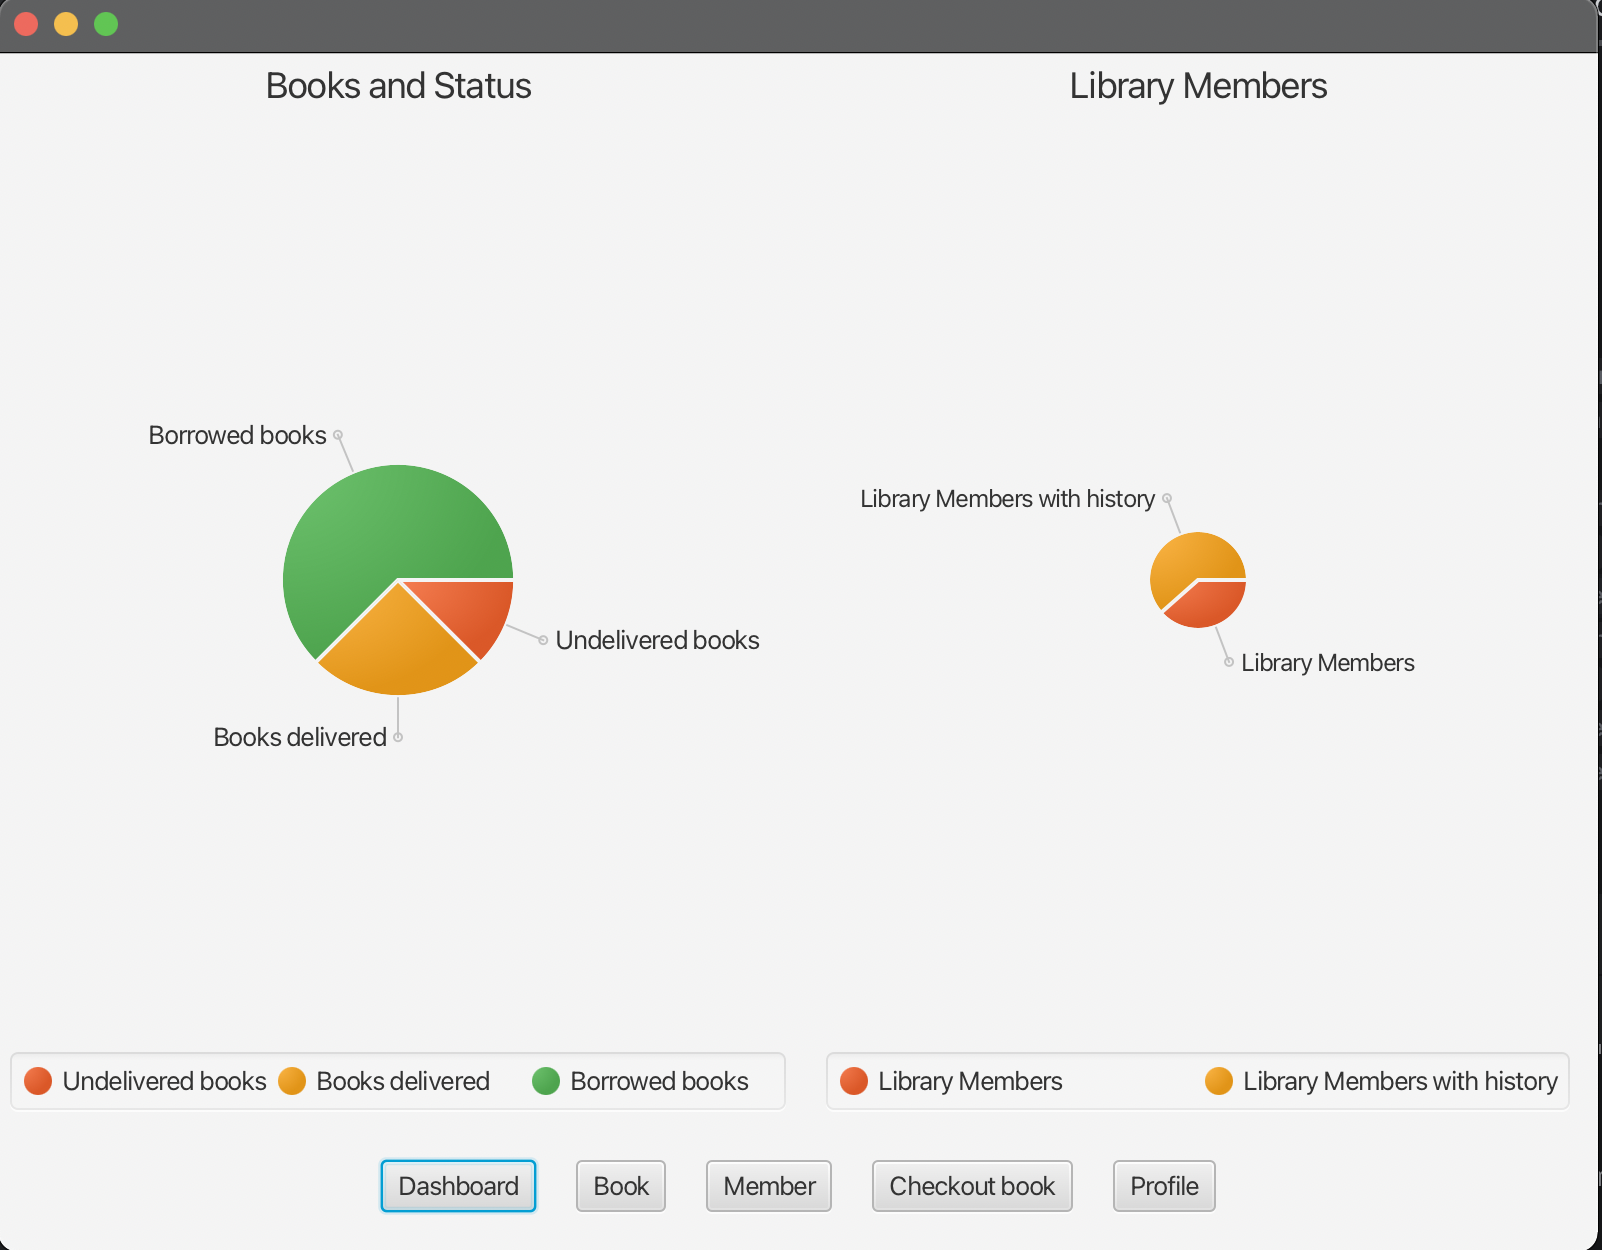 Books and Status
Library Members
Borrowed books
Library Members with history
Undelivered books
Library Members
Books delivered
Undelivered books
Books delivered
Borrowed books
Library Members
Library Members with history
Dashboard
Book
Member
Checkout book
Profile